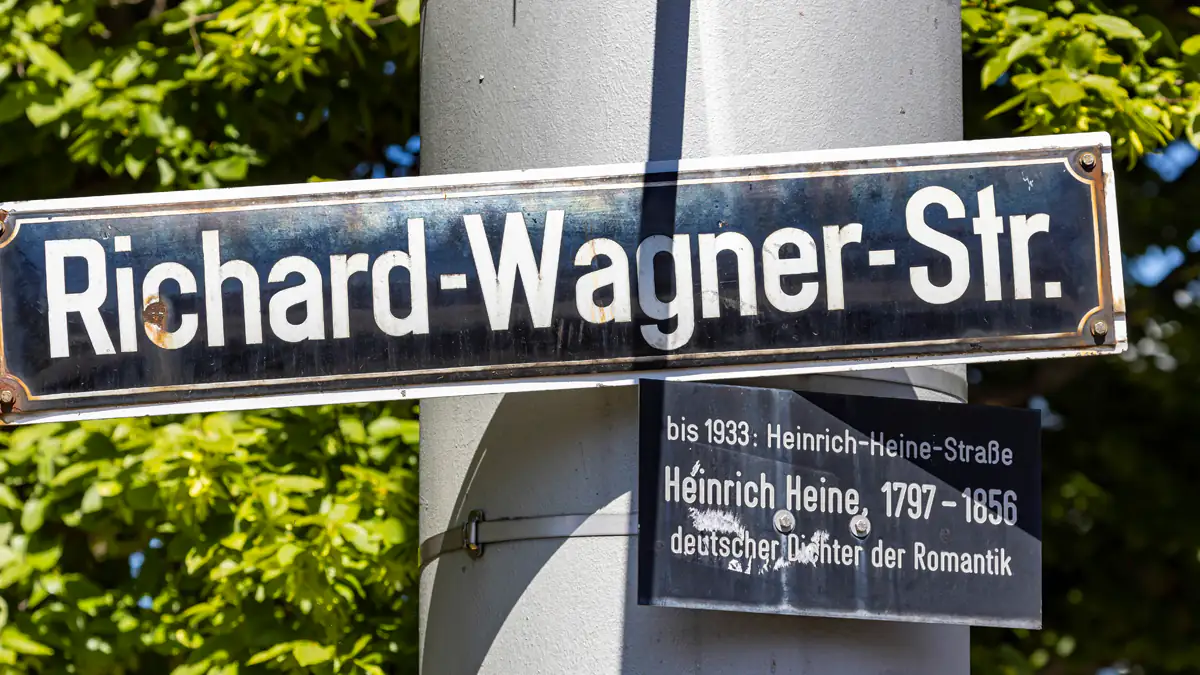 Richard-Wagner-Str.
bis 1933: Heinrich-Heine-Straße
Heinrich Heine, 1797–1856
deutscher Dichter der Romantik